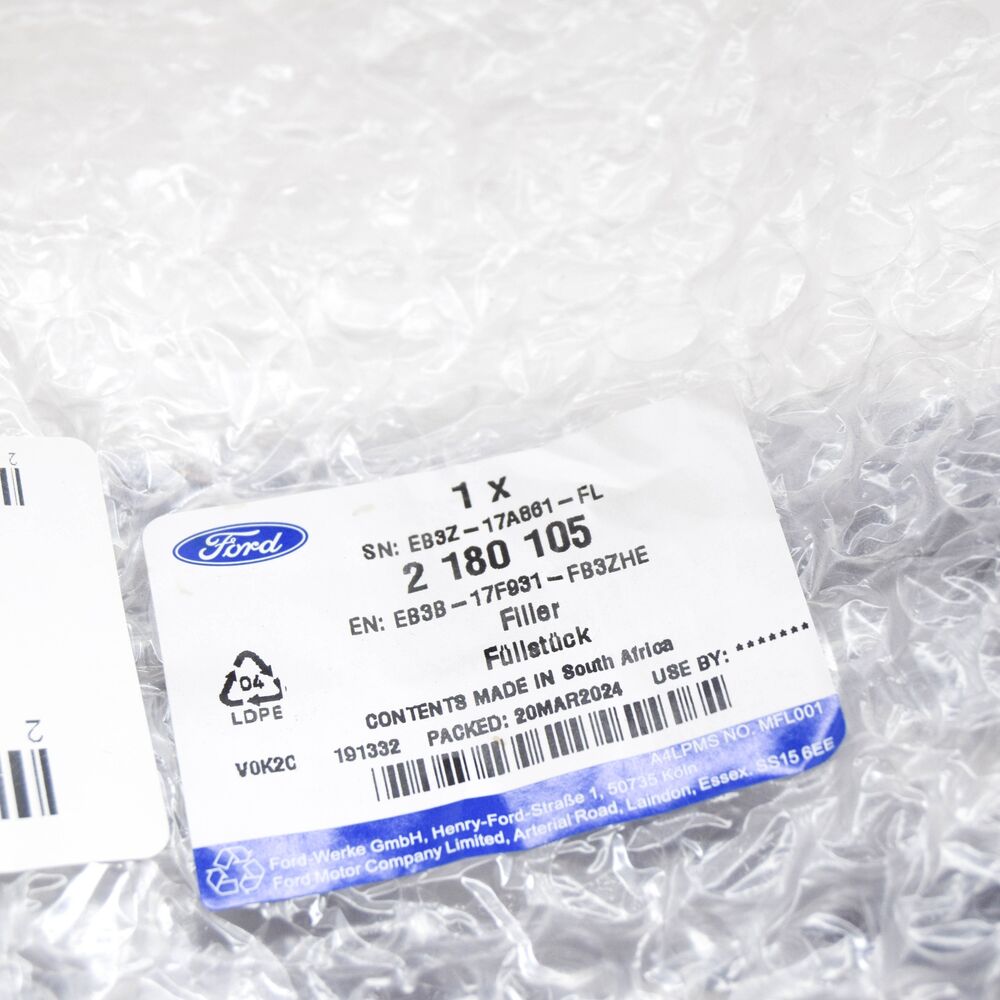 2
2
Ford
1 x
SN: EB3Z-17A861-FL
2 180 105
EN: EB3B-17F931-FB3ZHE
Filler
Füllstück
04
LDPE
CONTENTS MADE IN South Africa
191332 PACKED: 20MAR2024 USE BY: *******
V0K2C
A4LPMS NO. MFL001
Ford-Werke GmbH, Henry-Ford-Straße 1, 50735 Köln
Ford Motor Company Limited, Arterial Road, Laindon, Essex. SS15 6EE